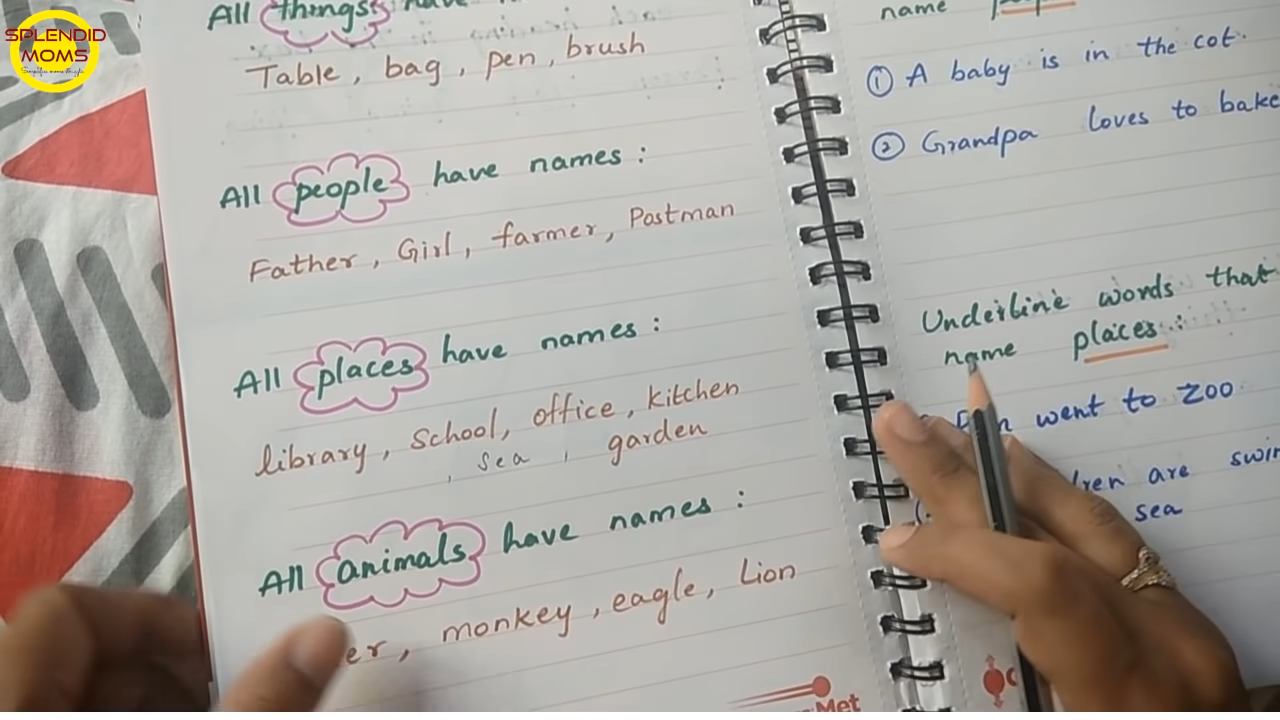 SPLENDID
MOMS
All things have
Table, bag, pen, brush
All people have names:
Father, Girl, farmer, Postman
All places have names:
library, School, office, kitchen
, sea , garden
All animals have names:
monkey, eagle, Lion
Met
name
① A baby is in the cot.
② Grandpa loves to bake
Underline words that
name places:
went to zoo
are
sea